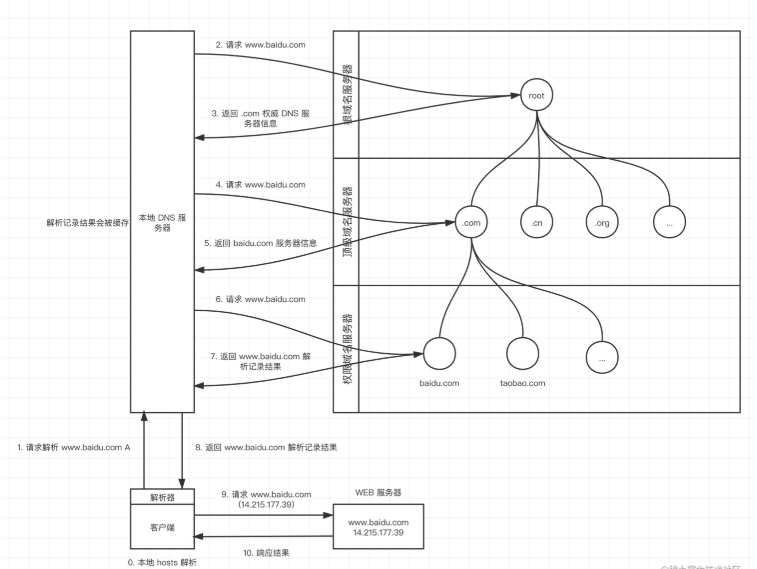 2. 请求 www.baidu.com
根域名服务器
root
3. 返回 .com 权威 DNS 服
务器信息
4. 请求 www.baidu.com
解析记录结果会被缓存
本地 DNS 服
务器
顶级域名服务器
.com
.cn
.org
...
5. 返回 baidu.com 服务器信息
6. 请求 www.baidu.com
权限域名服务器
7. 返回 www.baidu.com 解
析记录结果
...
baidu.com
taobao.com
1. 请求解析 www.baidu.com A
8. 返回 www.baidu.com 解析记录结果
解析器
客户端
9. 请求 www.baidu.com
(14.215.177.39)
WEB 服务器
www.baidu.com
14.215.177.39
10. 响应结果
0. 本地 hosts 解析